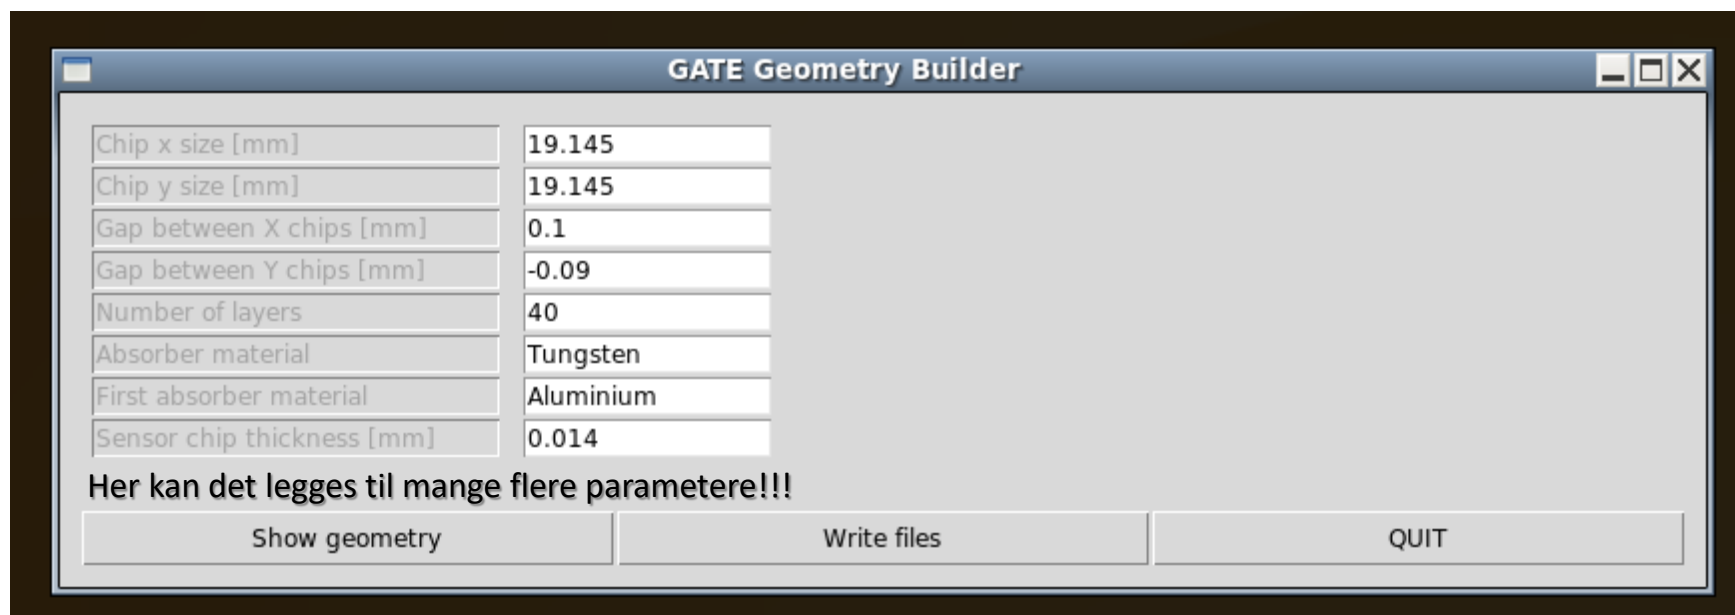 GATE Geometry Builder
Chip x size [mm] 19.145
Chip y size [mm] 19.145
Gap between X chips [mm] 0.1
Gap between Y chips [mm] -0.09
Number of layers 40
Absorber material Tungsten
First absorber material Aluminium
Sensor chip thickness [mm] 0.014
Her kan det legges til mange flere parametere!!!
Show geometry Write files QUIT